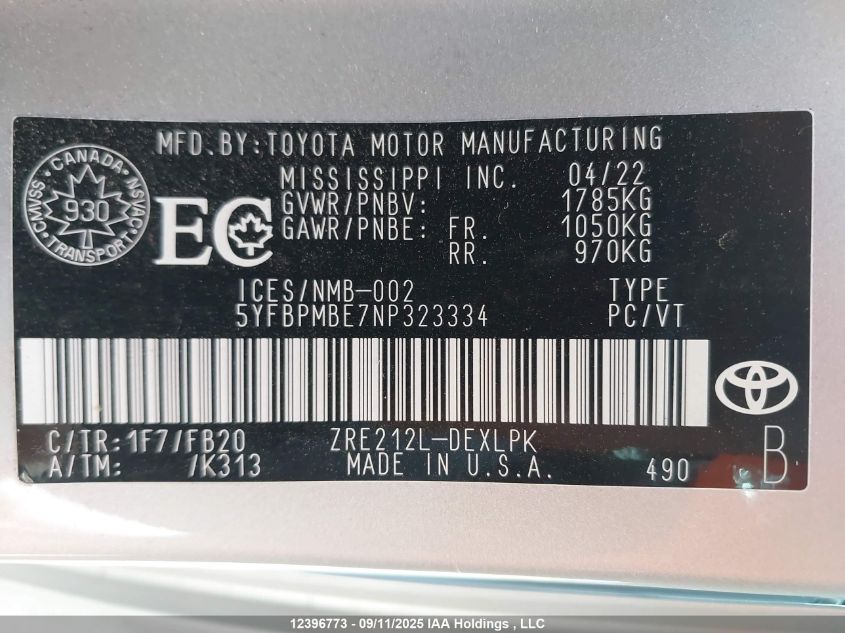 MFD.BY:TOYOTA MOTOR MANUFACTURING
MISSISSIPPI INC. 04/22
GVWR/PNBV: 1785KG
GAWR/PNBE: FR. 1050KG
RR. 970KG
CANADA
CMVSS 930 NSVAC
TRANSPORT
EC
ICES/NMB-002 TYPE
5YFBPMBE7NP323334 PC/VT
C/TR:1F7/FB20 ZRE212L-DEXLPK
A/TM: /K313 MADE IN U.S.A. 490 B
12396773 - 09/11/2025 IAA Holdings , LLC